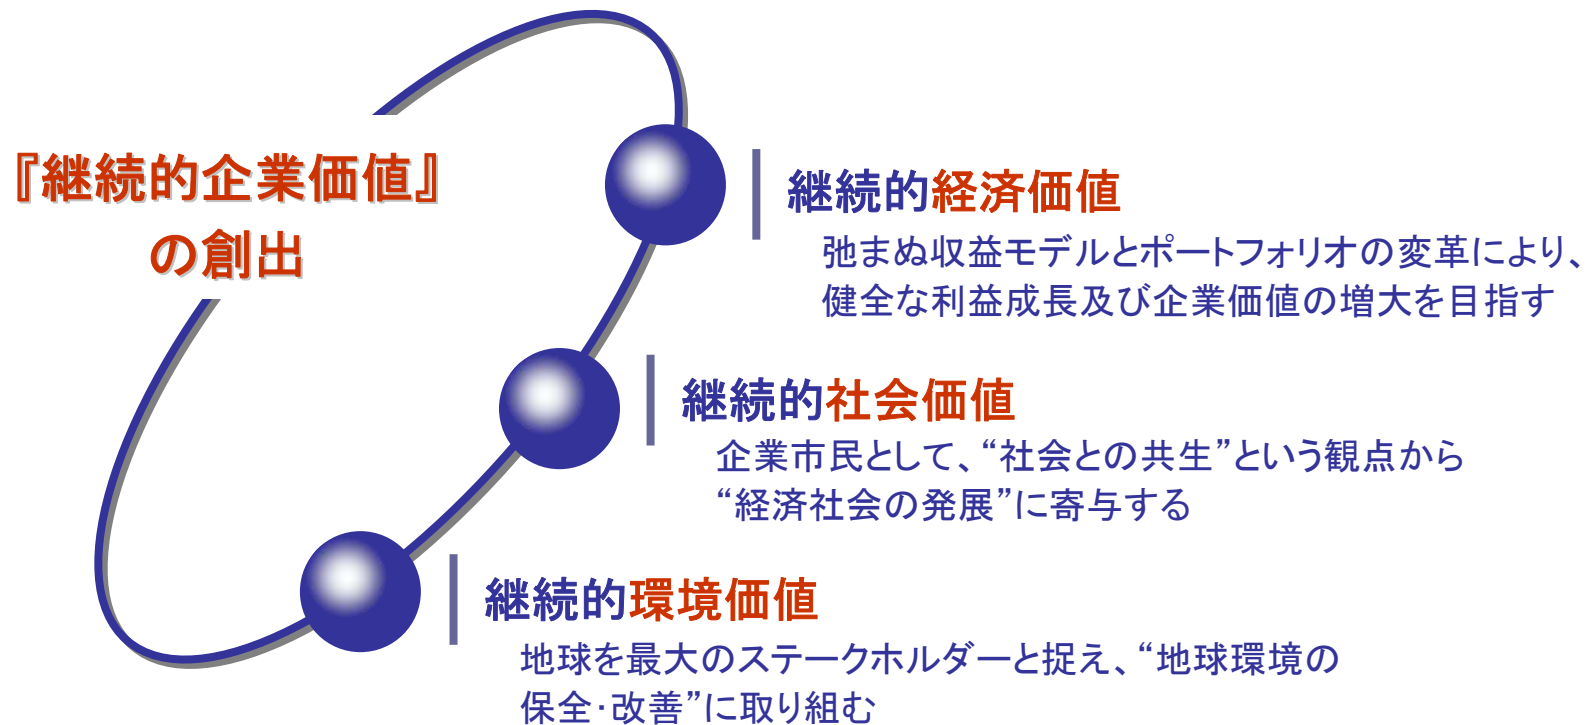 『継続的企業価値』
の創出
継続的経済価値
弛まぬ収益モデルとポートフォリオの変革により、
健全な利益成長及び企業価値の増大を目指す
継続的社会価値
企業市民として、“社会との共生”という観点から
“経済社会の発展”に寄与する
継続的環境価値
地球を最大のステークホルダーと捉え、“地球環境の
保全･改善”に取り組む